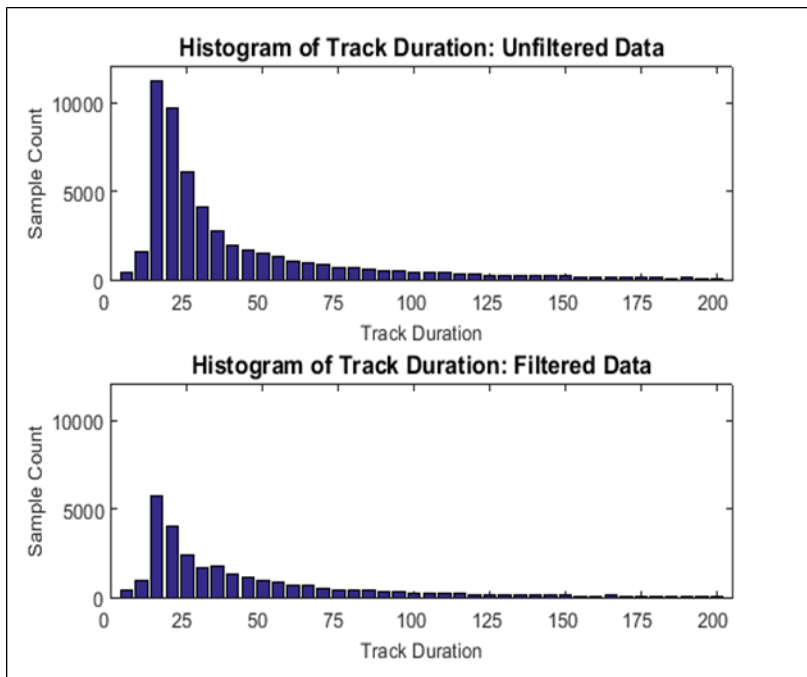 Histogram of Track Duration: Unfiltered Data
10000
5000
0
Sample Count
0 25 50 75 100 125 150 175 200
Track Duration
Histogram of Track Duration: Filtered Data
10000
5000
0
Sample Count
0 25 50 75 100 125 150 175 200
Track Duration